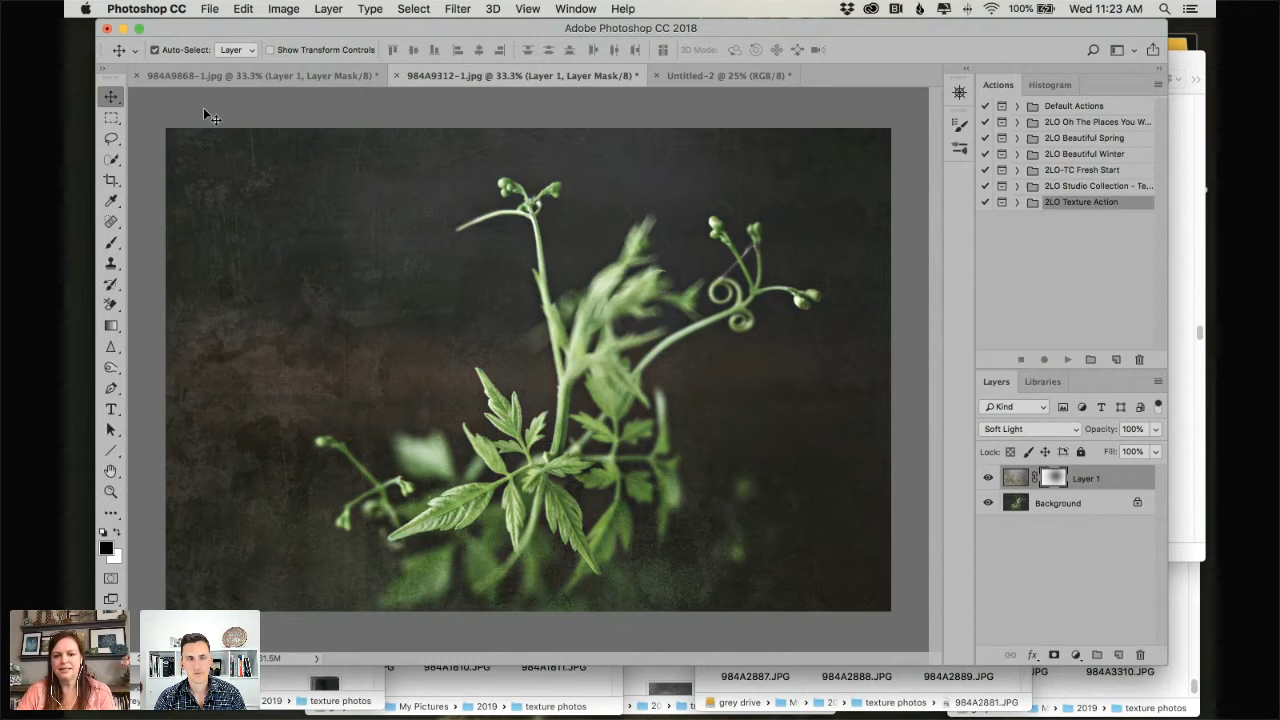 Photoshop CC File Edit Image Layer Type Select Filter 3D View Window Help 100% Wed 11:23 AM
Adobe Photoshop CC 2018
Auto-Select: Layer Show Transform Controls 3D Mode:
984A9868-1.jpg @ 33.3% (Layer 1, Layer Mask/8) * 984A9312-1.jpg @ 33.3% (Layer 1, Layer Mask/8) * Untitled-2 @ 25% (RGB/8) *
Actions Histogram
Default Actions
2LO Oh The Places You W...
2LO Beautiful Spring
2LO Beautiful Winter
2LO-TC Fresh Start
2LO Studio Collection - Te...
2LO Texture Action
Layers Libraries
Kind
Soft Light Opacity: 100%
Lock: Fill: 100%
Layer 1
Background
984A1811.JPG
984A2887.JPG 984A2888.JPG 984A2889.JPG 984A3310.JPG
2019 texture photos My Pictures 2019 texture photos grey drive texture photos 984A2881.JPG 2019 texture photos